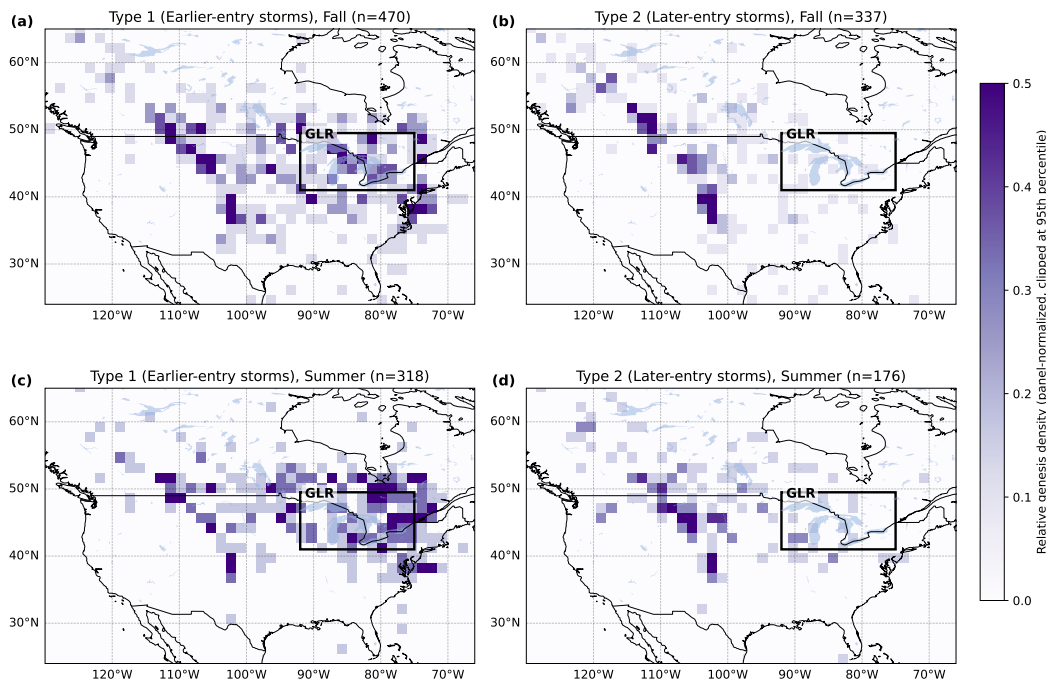 (a) Type 1 (Earlier-entry storms), Fall (n=470)
(b) Type 2 (Later-entry storms), Fall (n=337)
60°N
50°N
40°N
30°N
GLR
120°W 110°W 100°W 90°W 80°W 70°W
60°N
50°N
40°N
30°N
GLR
120°W 110°W 100°W 90°W 80°W 70°W
(c) Type 1 (Earlier-entry storms), Summer (n=318)
(d) Type 2 (Later-entry storms), Summer (n=176)
60°N
50°N
40°N
30°N
GLR
120°W 110°W 100°W 90°W 80°W 70°W
60°N
50°N
40°N
30°N
GLR
120°W 110°W 100°W 90°W 80°W 70°W
0.5
0.4
0.3
0.2
0.1
0.0
Relative genesis density (panel-normalized, clipped at 95th percentile)